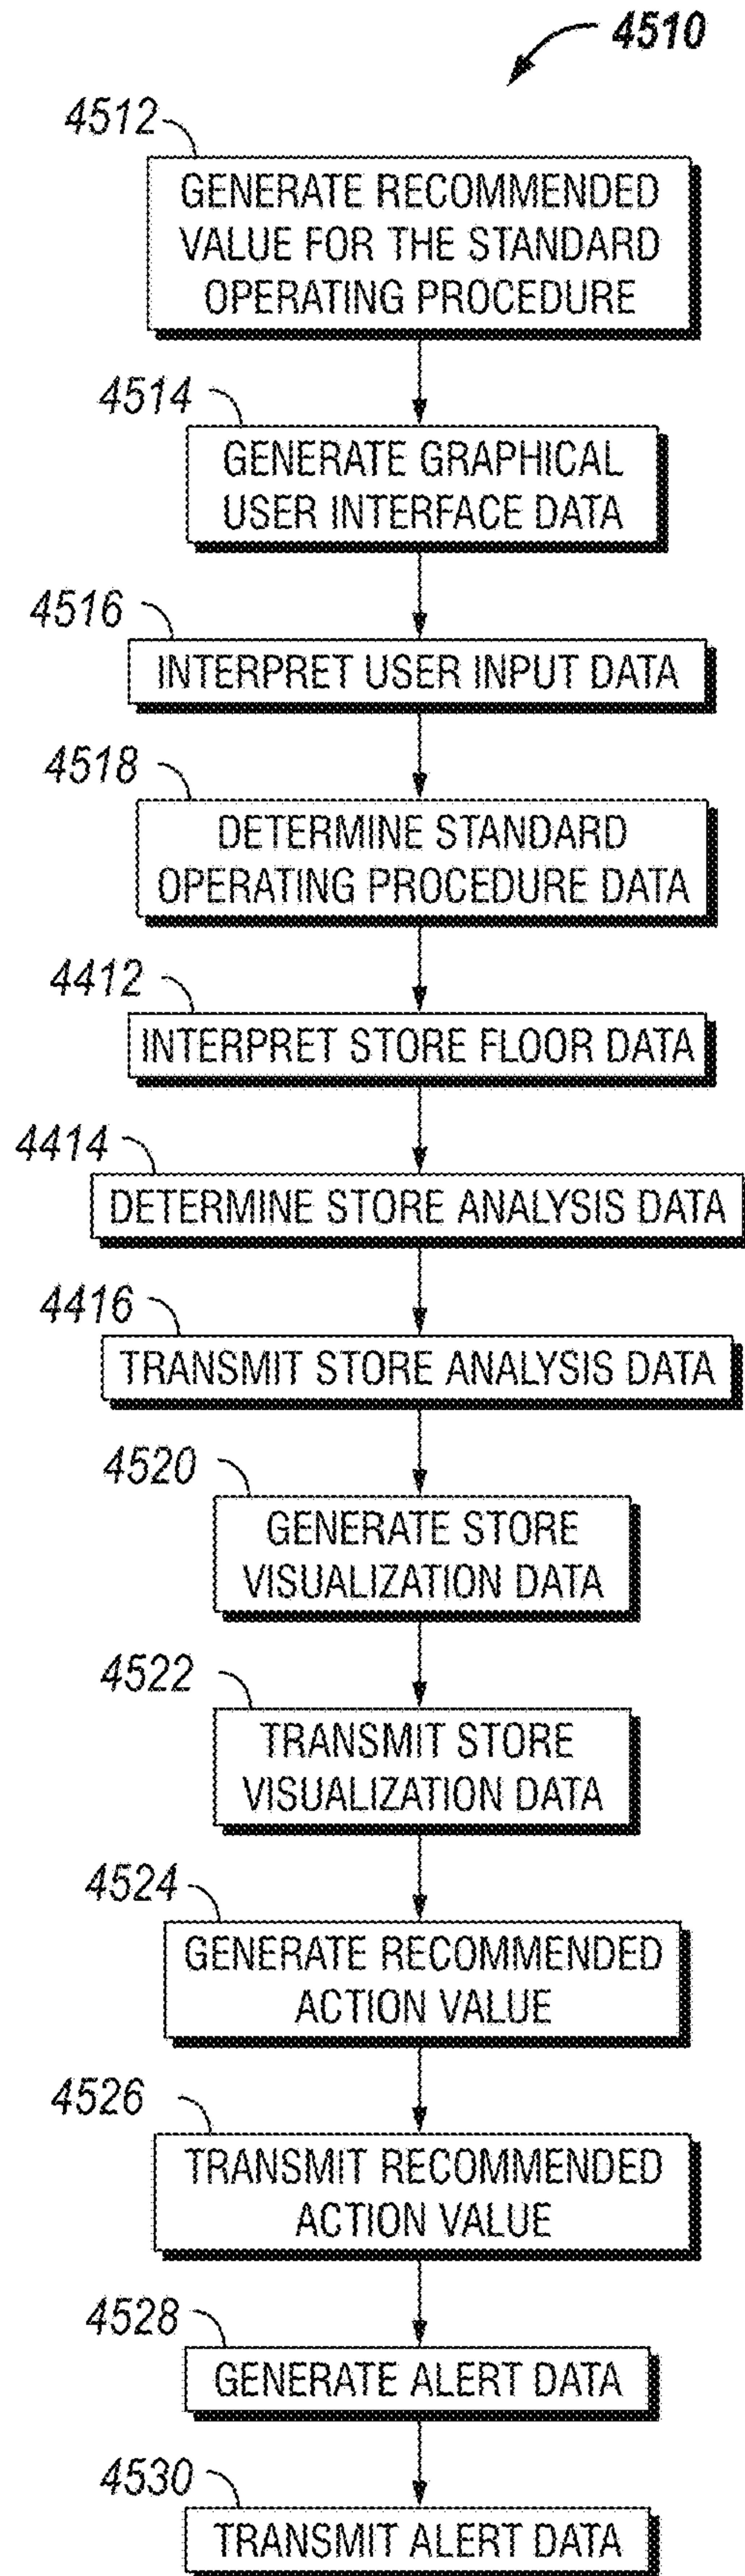 4510
4512
GENERATE RECOMMENDED
VALUE FOR THE STANDARD
OPERATING PROCEDURE
4514
GENERATE GRAPHICAL
USER INTERFACE DATA
4516
INTERPRET USER INPUT DATA
4518
DETERMINE STANDARD
OPERATING PROCEDURE DATA
4412
INTERPRET STORE FLOOR DATA
4414
DETERMINE STORE ANALYSIS DATA
4416
TRANSMIT STORE ANALYSIS DATA
4520
GENERATE STORE
VISUALIZATION DATA
4522
TRANSMIT STORE
VISUALIZATION DATA
4524
GENERATE RECOMMENDED
ACTION VALUE
4526
TRANSMIT RECOMMENDED
ACTION VALUE
4528
GENERATE ALERT DATA
4530
TRANSMIT ALERT DATA